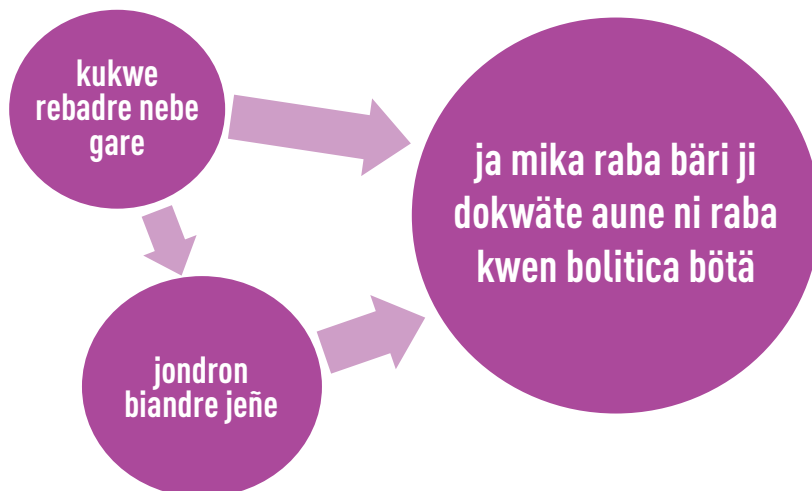 kukwe
rebadre nebe
gare
ja mika raba bäri ji
dokwäte aune ni raba
kwen bolitica bötä
jondron
biandre jeñe